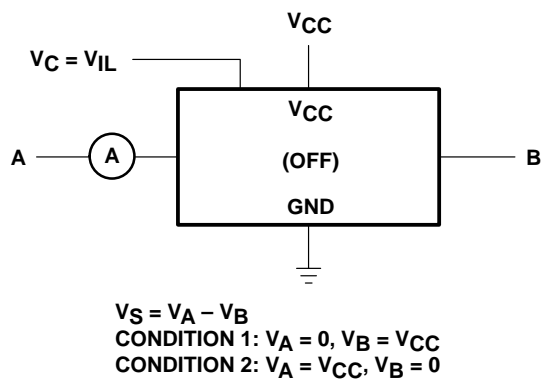 VCC
VC = VIL
VCC
A
A
(OFF)
B
GND
VS = VA – VB
CONDITION 1: VA = 0, VB = VCC
CONDITION 2: VA = VCC, VB = 0